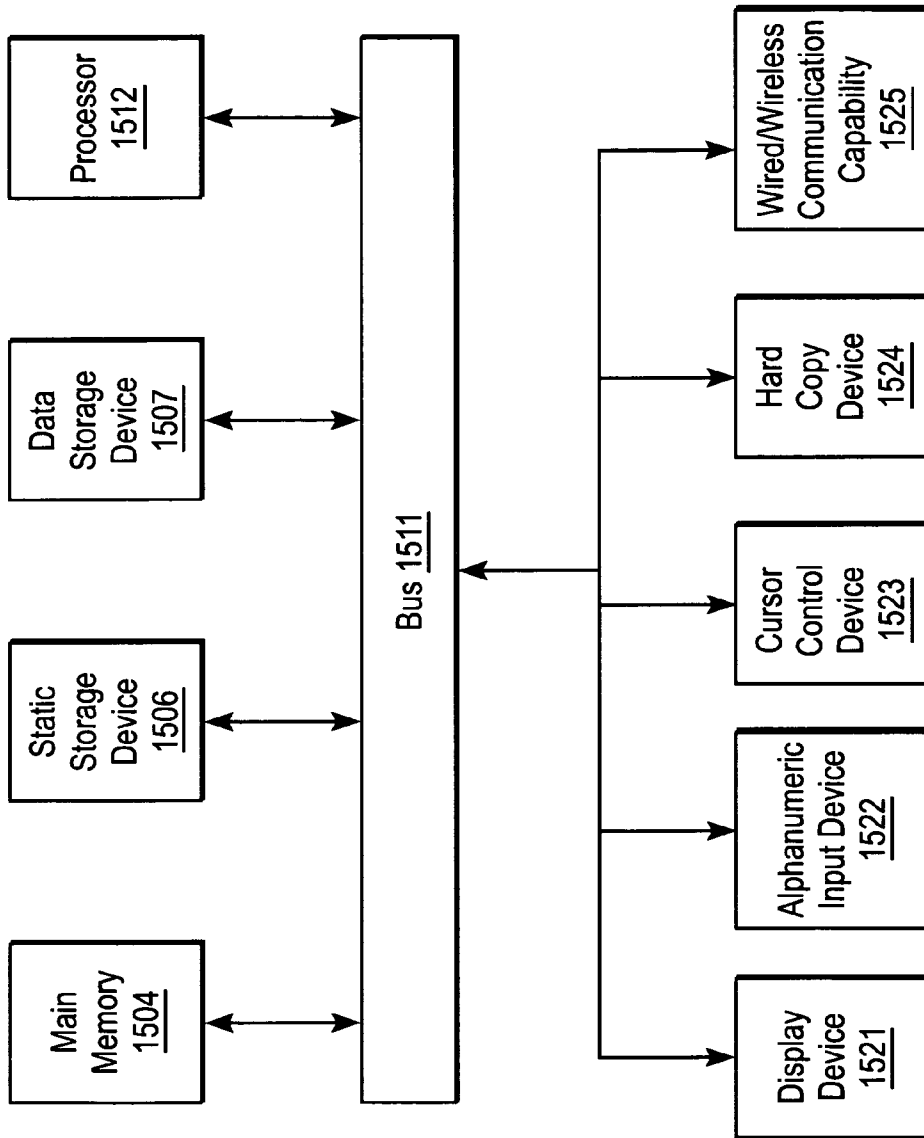 Main
Memory
1504
Static
Storage
Device
1506
Data
Storage
Device
1507
Processor
1512
Bus 1511
Display
Device
1521
Alphanumeric
Input Device
1522
Cursor
Control
Device
1523
Hard
Copy
Device
1524
Wired/Wireless
Communication
Capability
1525